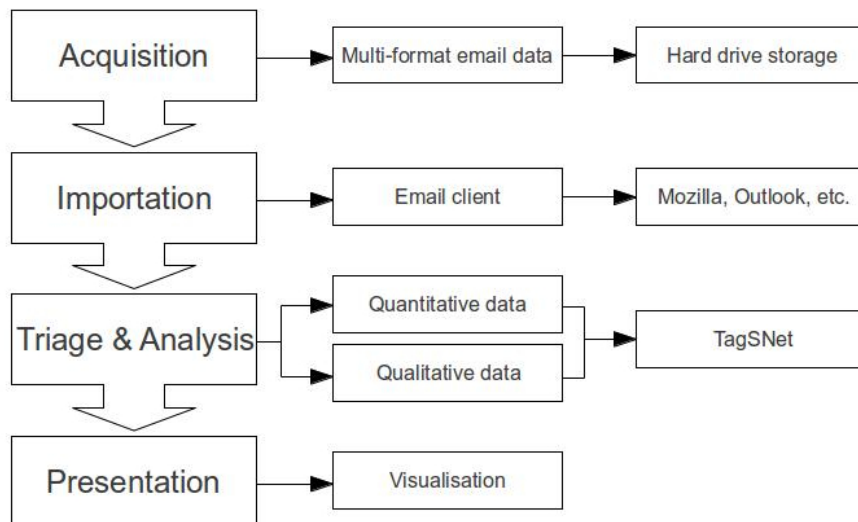 Acquisition
Multi-format email data
Hard drive storage
Importation
Email client
Mozilla, Outlook, etc.
Triage & Analysis
Quantitative data
Qualitative data
TagSNet
Presentation
Visualisation